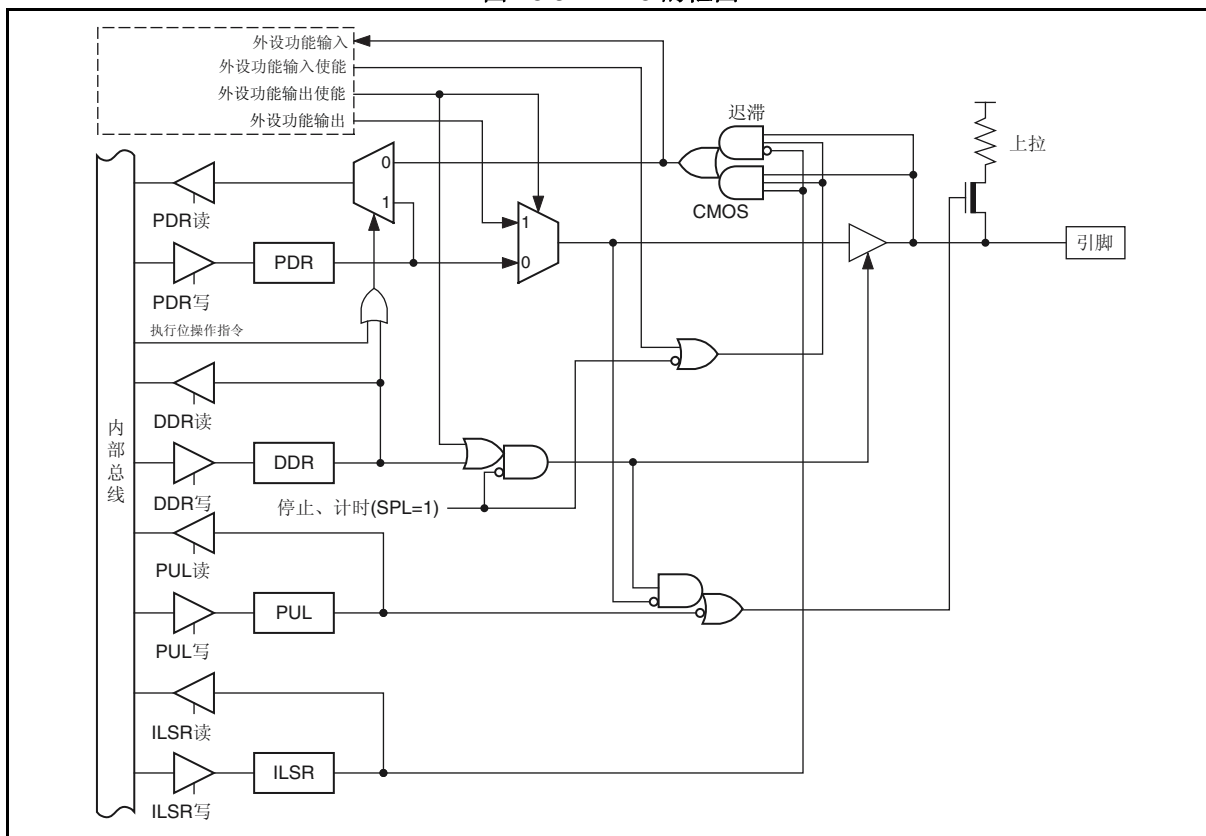 外设功能输入
外设功能输入使能
外设功能输出使能
外设功能输出
迟滞
上拉
0
1
CMOS
PDR读
1
0
PDR
引脚
PDR写
执行位操作指令
DDR读
内部总线
DDR
DDR写
停止、计时(SPL=1)
PUL读
PUL
PUL写
ILSR读
ILSR
ILSR写